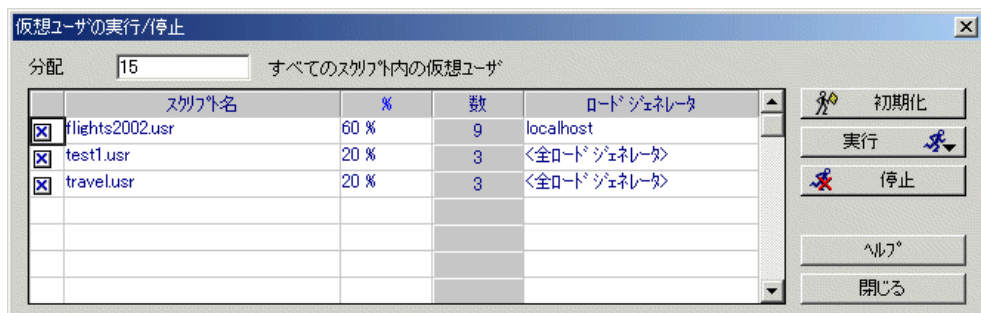 仮想ユーザの実行/停止
分配 15 すべてのスクリプト内の仮想ユーザ
スクリプト名 % 数 ロード ジェネレータ
flights2002.usr 60 % 9 localhost
test1.usr 20 % 3 <全ロード ジェネレータ>
travel.usr 20 % 3 <全ロード ジェネレータ>
初期化
実行
停止
ヘルプ
閉じる